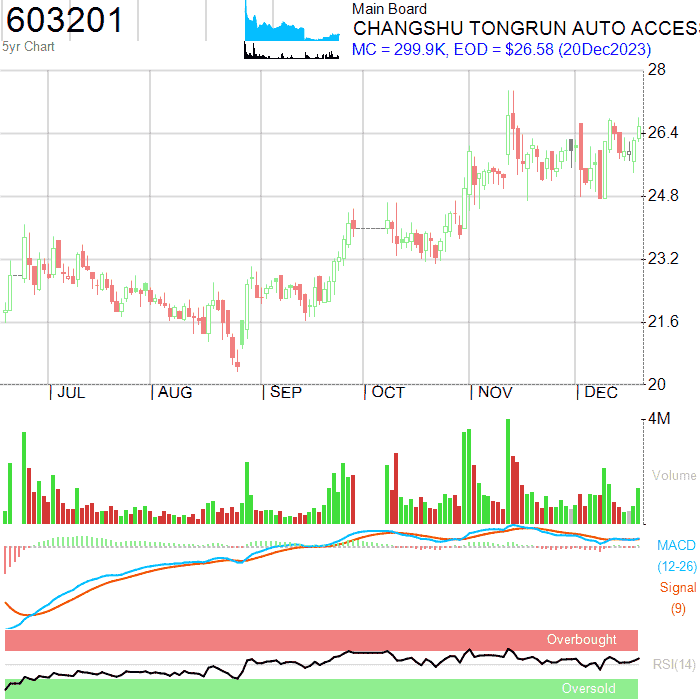 603201
5yr Chart
Main Board
CHANGSHU TONGRUN AUTO ACCES
MC = 299.9K, EOD = $26.58 (20Dec2023)
28
26.4
24.8
23.2
21.6
20
JUL AUG SEP OCT NOV DEC
4M
Volume
MACD
(12-26)
Signal
(9)
Overbought
RSI(14)
Oversold